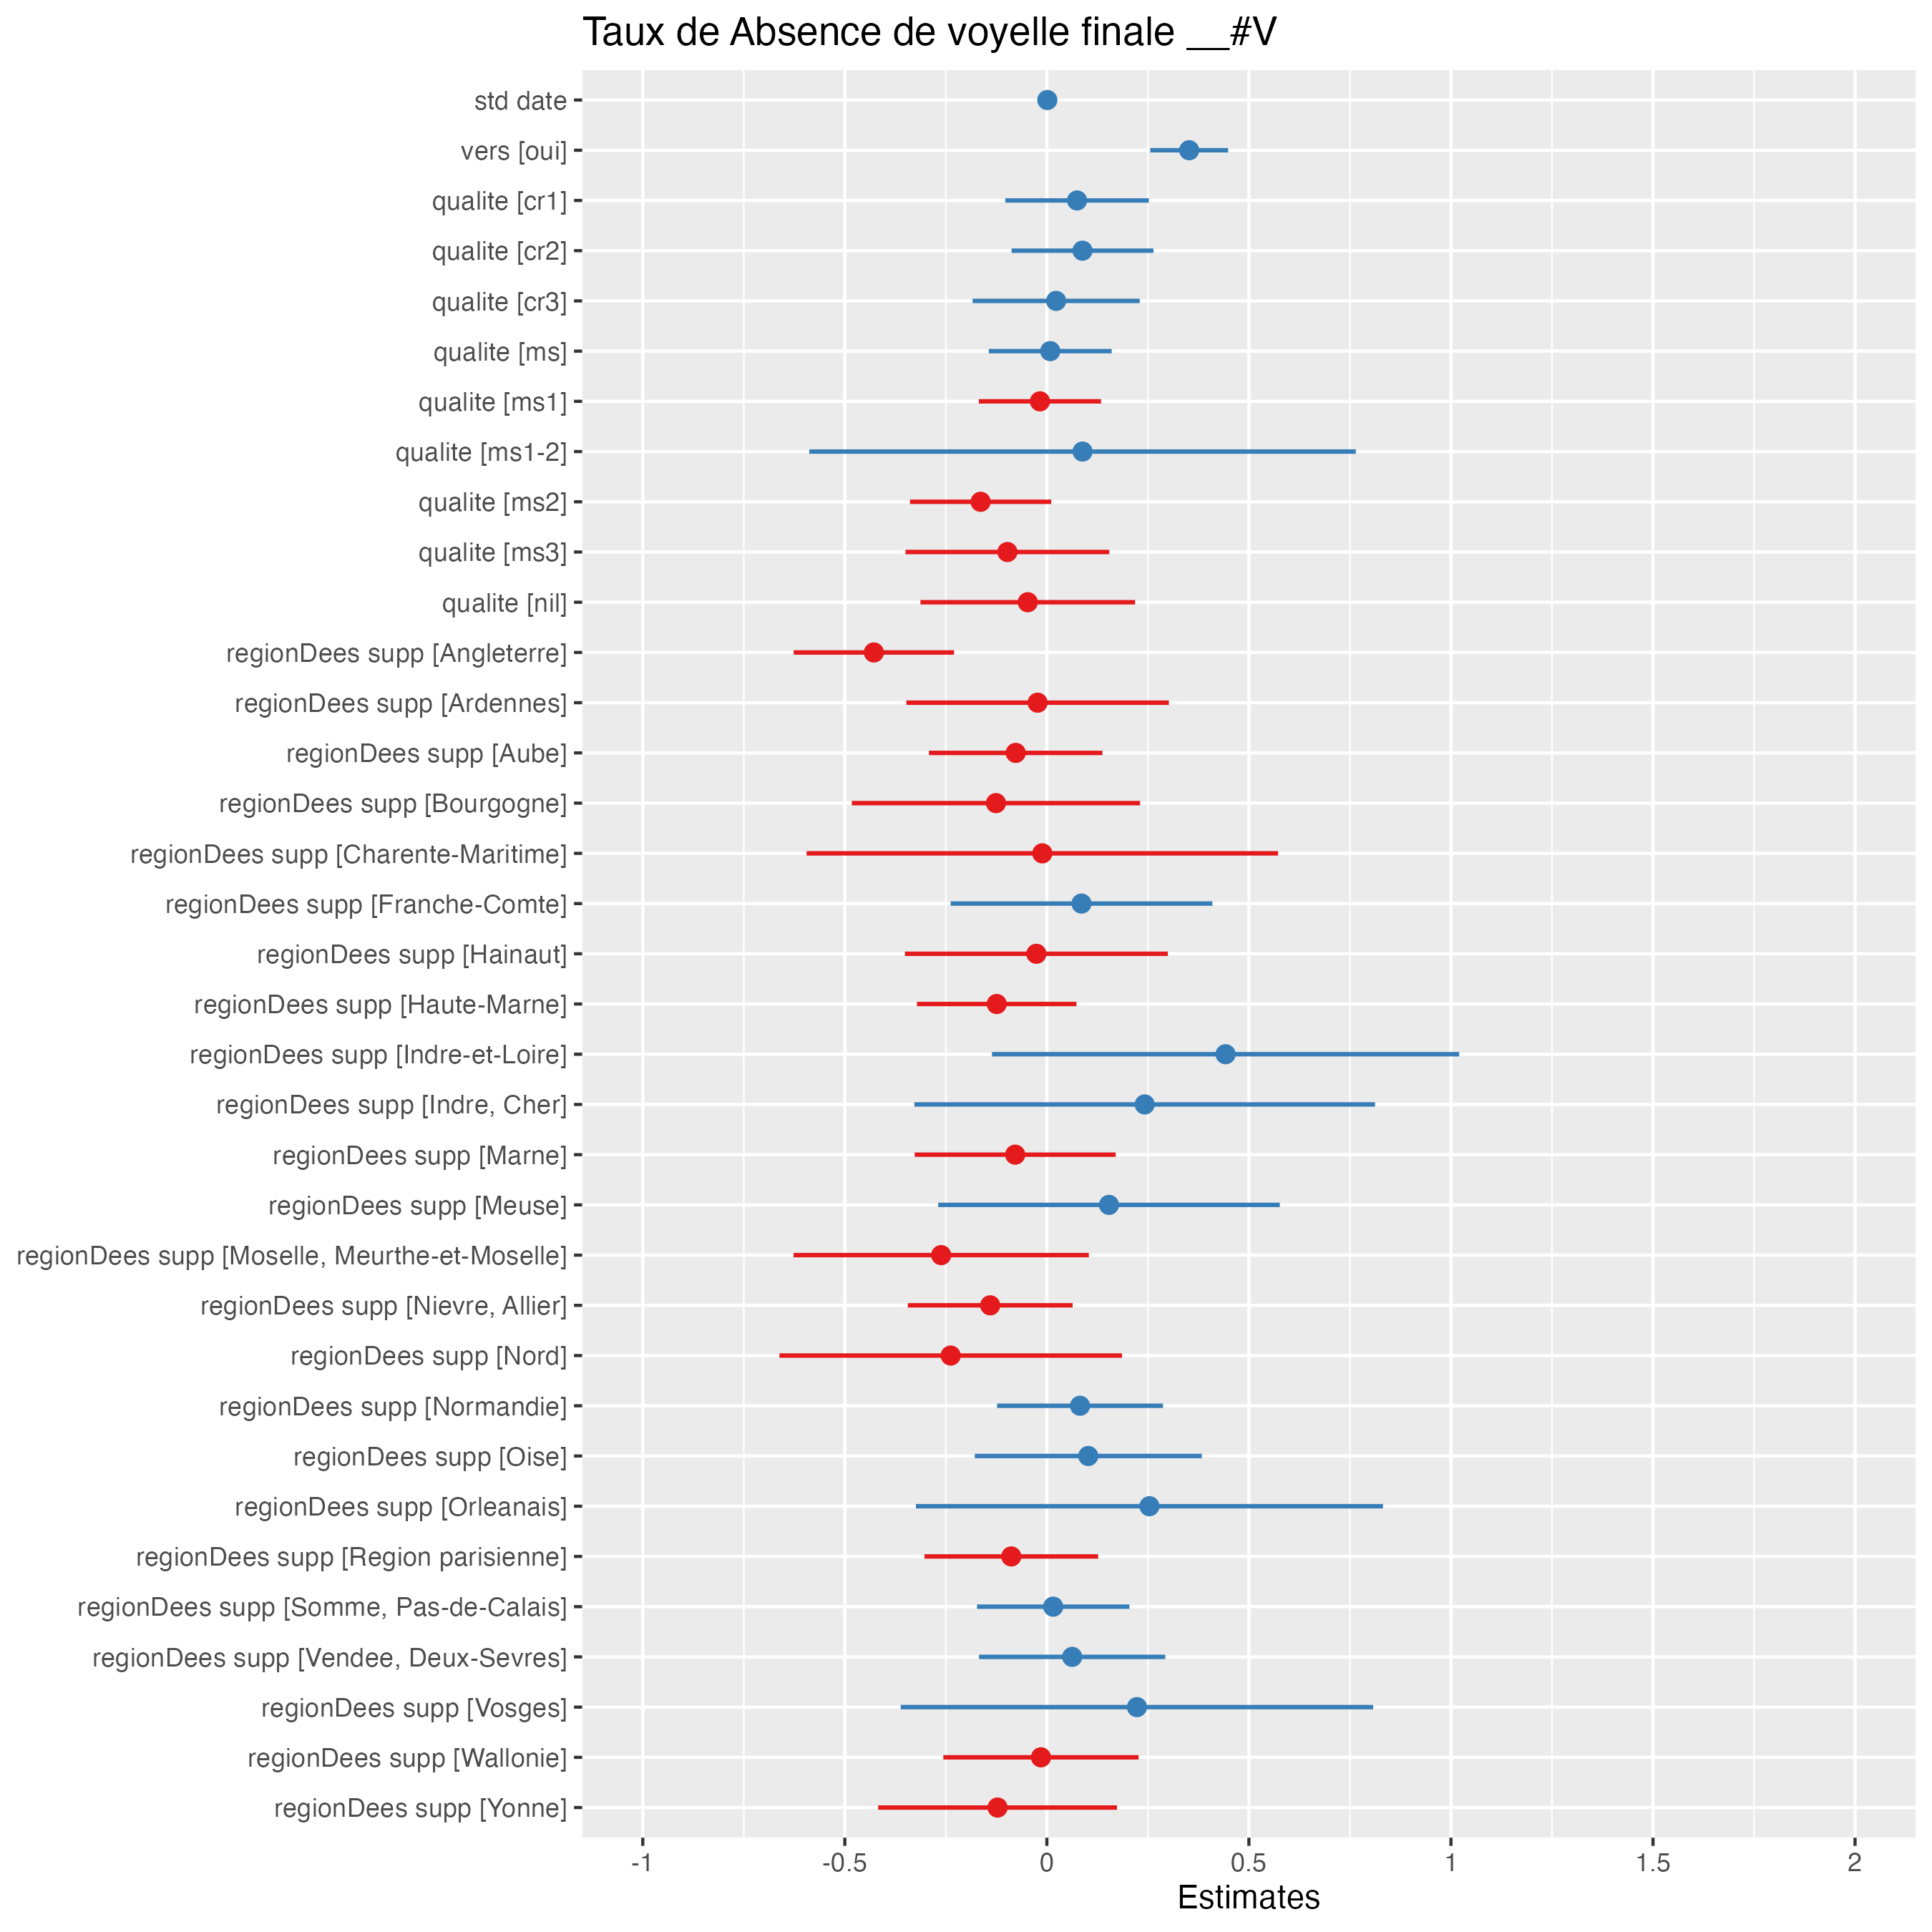 Taux de Absence de voyelle finale __#V
std date
vers [oui]
qualite [cr1]
qualite [cr2]
qualite [cr3]
qualite [ms]
qualite [ms1]
qualite [ms1-2]
qualite [ms2]
qualite [ms3]
qualite [nil]
regionDees supp [Angleterre]
regionDees supp [Ardennes]
regionDees supp [Aube]
regionDees supp [Bourgogne]
regionDees supp [Charente-Maritime]
regionDees supp [Franche-Comte]
regionDees supp [Hainaut]
regionDees supp [Haute-Marne]
regionDees supp [Indre-et-Loire]
regionDees supp [Indre, Cher]
regionDees supp [Marne]
regionDees supp [Meuse]
regionDees supp [Moselle, Meurthe-et-Moselle]
regionDees supp [Nievre, Allier]
regionDees supp [Nord]
regionDees supp [Normandie]
regionDees supp [Oise]
regionDees supp [Orleanais]
regionDees supp [Region parisienne]
regionDees supp [Somme, Pas-de-Calais]
regionDees supp [Vendee, Deux-Sevres]
regionDees supp [Vosges]
regionDees supp [Wallonie]
regionDees supp [Yonne]
-1 -0.5 0 0.5 1 1.5 2
Estimates